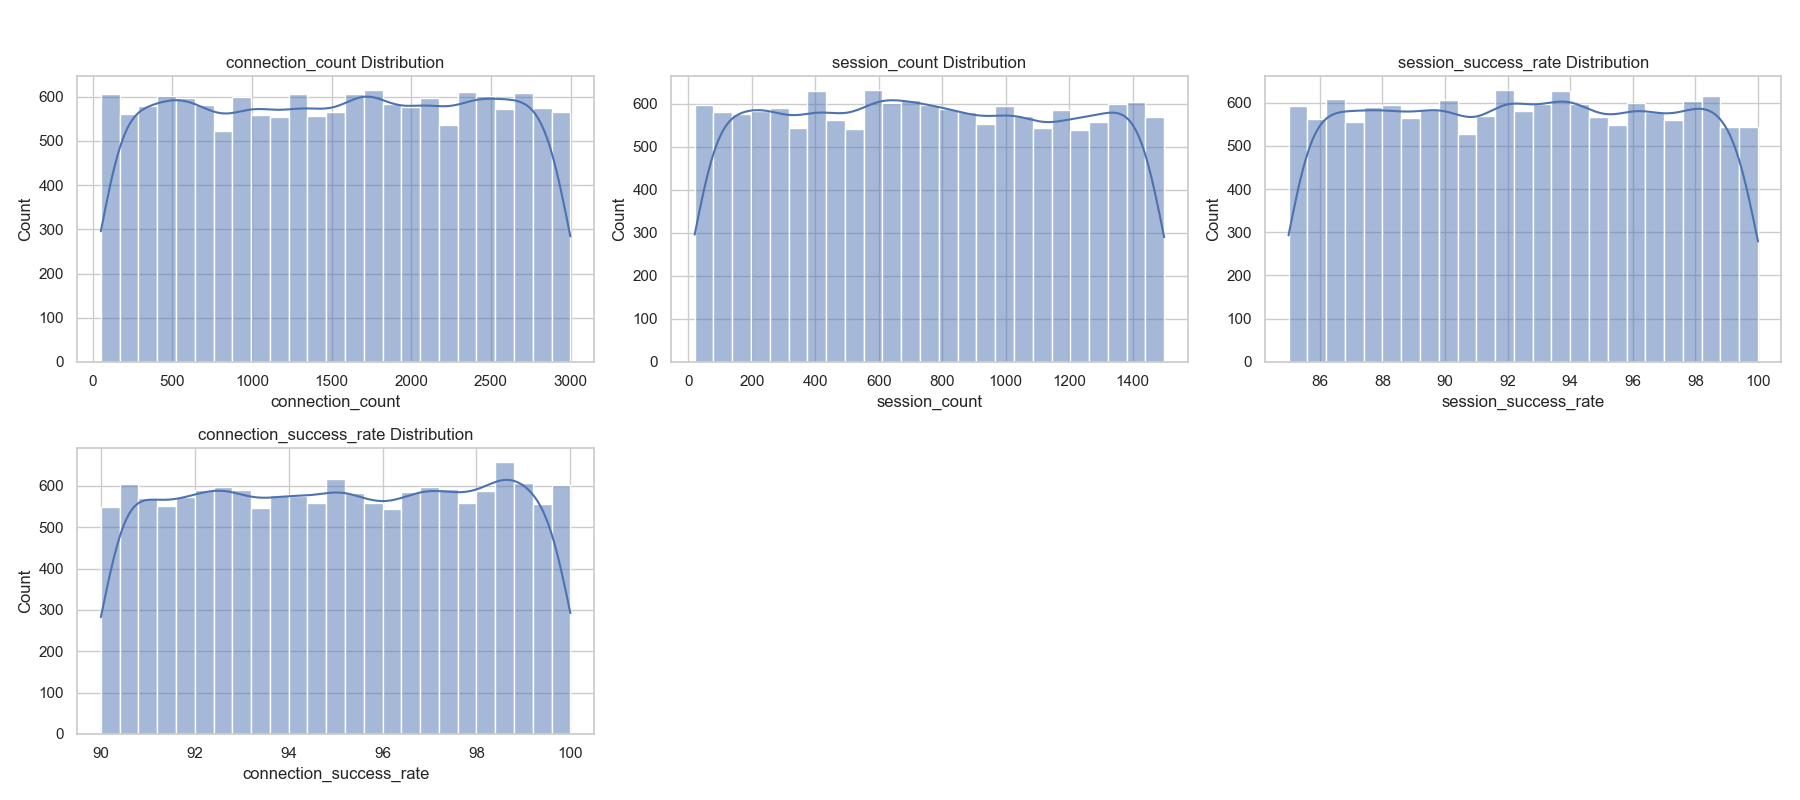 connection_count Distribution
600
500
400
300
200
100
0
Count
0 500 1000 1500 2000 2500 3000
connection_count
session_count Distribution
600
500
400
300
200
100
0
Count
0 200 400 600 800 1000 1200 1400
session_count
session_success_rate Distribution
600
500
400
300
200
100
0
Count
86 88 90 92 94 96 98 100
session_success_rate
connection_success_rate Distribution
600
500
400
300
200
100
0
Count
90 92 94 96 98 100
connection_success_rate